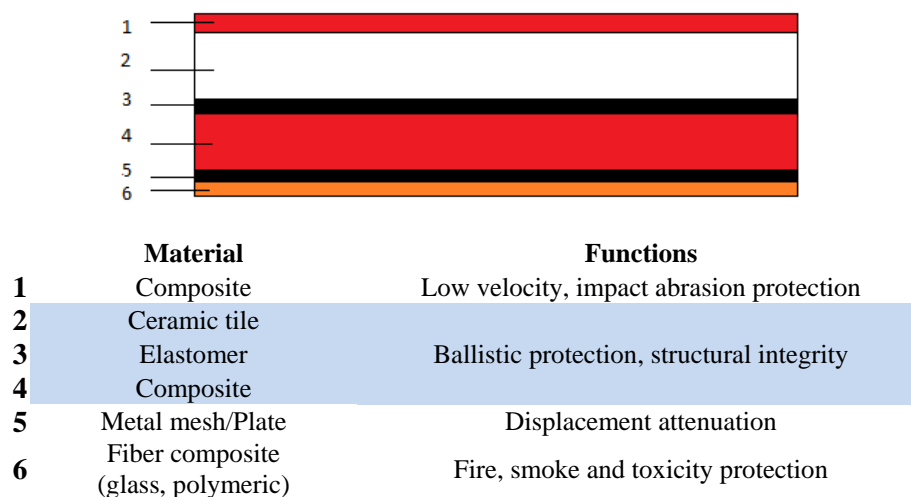 1
2
3
4
5
6
Material Functions
1 Composite Low velocity, impact abrasion protection
2 Ceramic tile
3 Elastomer Ballistic protection, structural integrity
4 Composite
5 Metal mesh/Plate Displacement attenuation
6 Fiber composite (glass, polymeric) Fire, smoke and toxicity protection